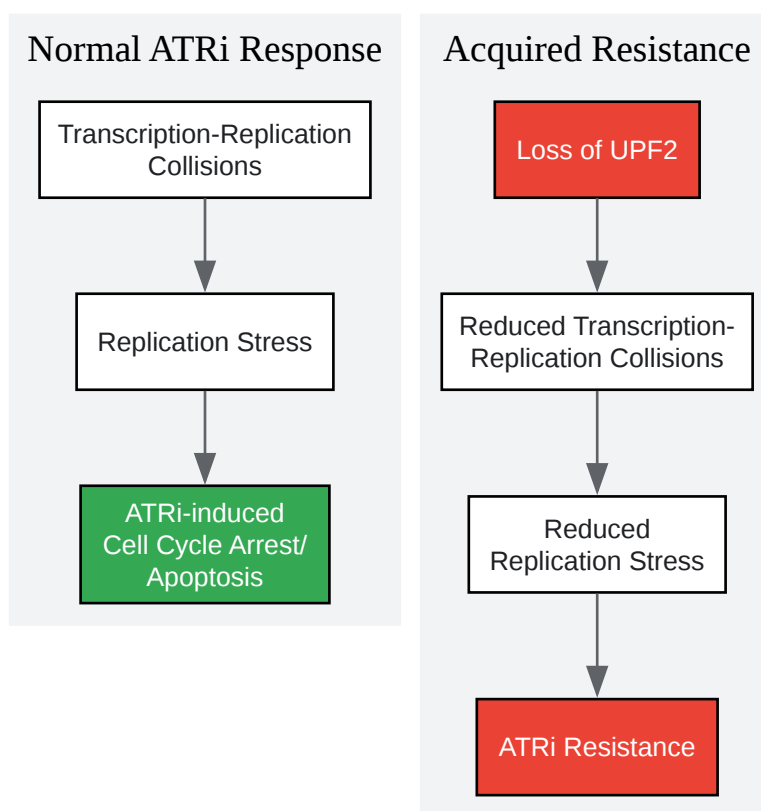 Normal ATRi Response
Transcription-Replication
Collisions
Replication Stress
ATRi-induced
Cell Cycle Arrest/
Apoptosis
Acquired Resistance
Loss of UPF2
Reduced Transcription-
Replication Collisions
Reduced
Replication Stress
ATRi Resistance